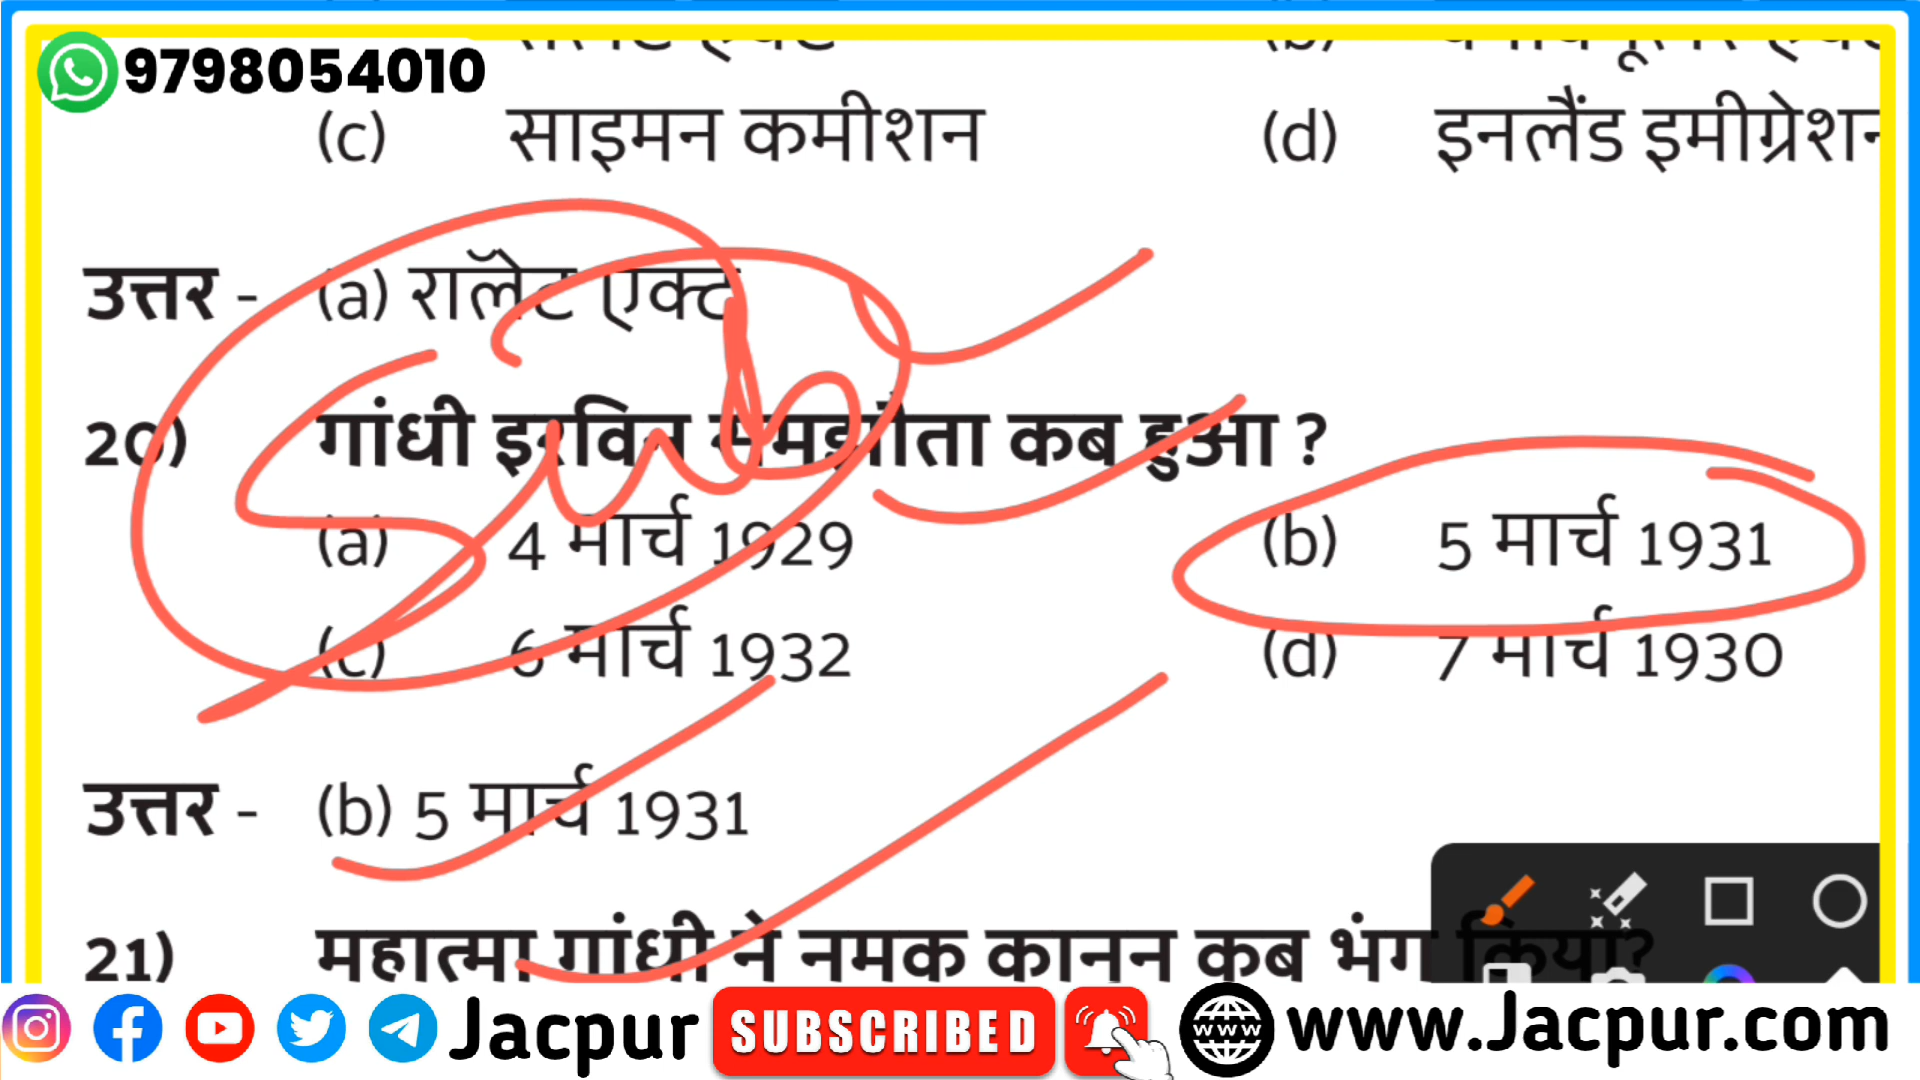 9798054010
(c) साइमन कमीशन (d) इनलैंड इमीग्रेशन
उत्तर - (a) रालॅेट एक्ट
20) गांधी इरविन समझौता कब हुआ ?
(a) 4 मार्च 1929 (b) 5 मार्च 1931
(c) 6 मार्च 1932 (d) 7 मार्च 1930
उत्तर - (b) 5 मार्च 1931
21) महात्मा गांधी ने नमक कानून कब भंग किया?
Jacpur SUBSCRIBED www www.Jacpur.com